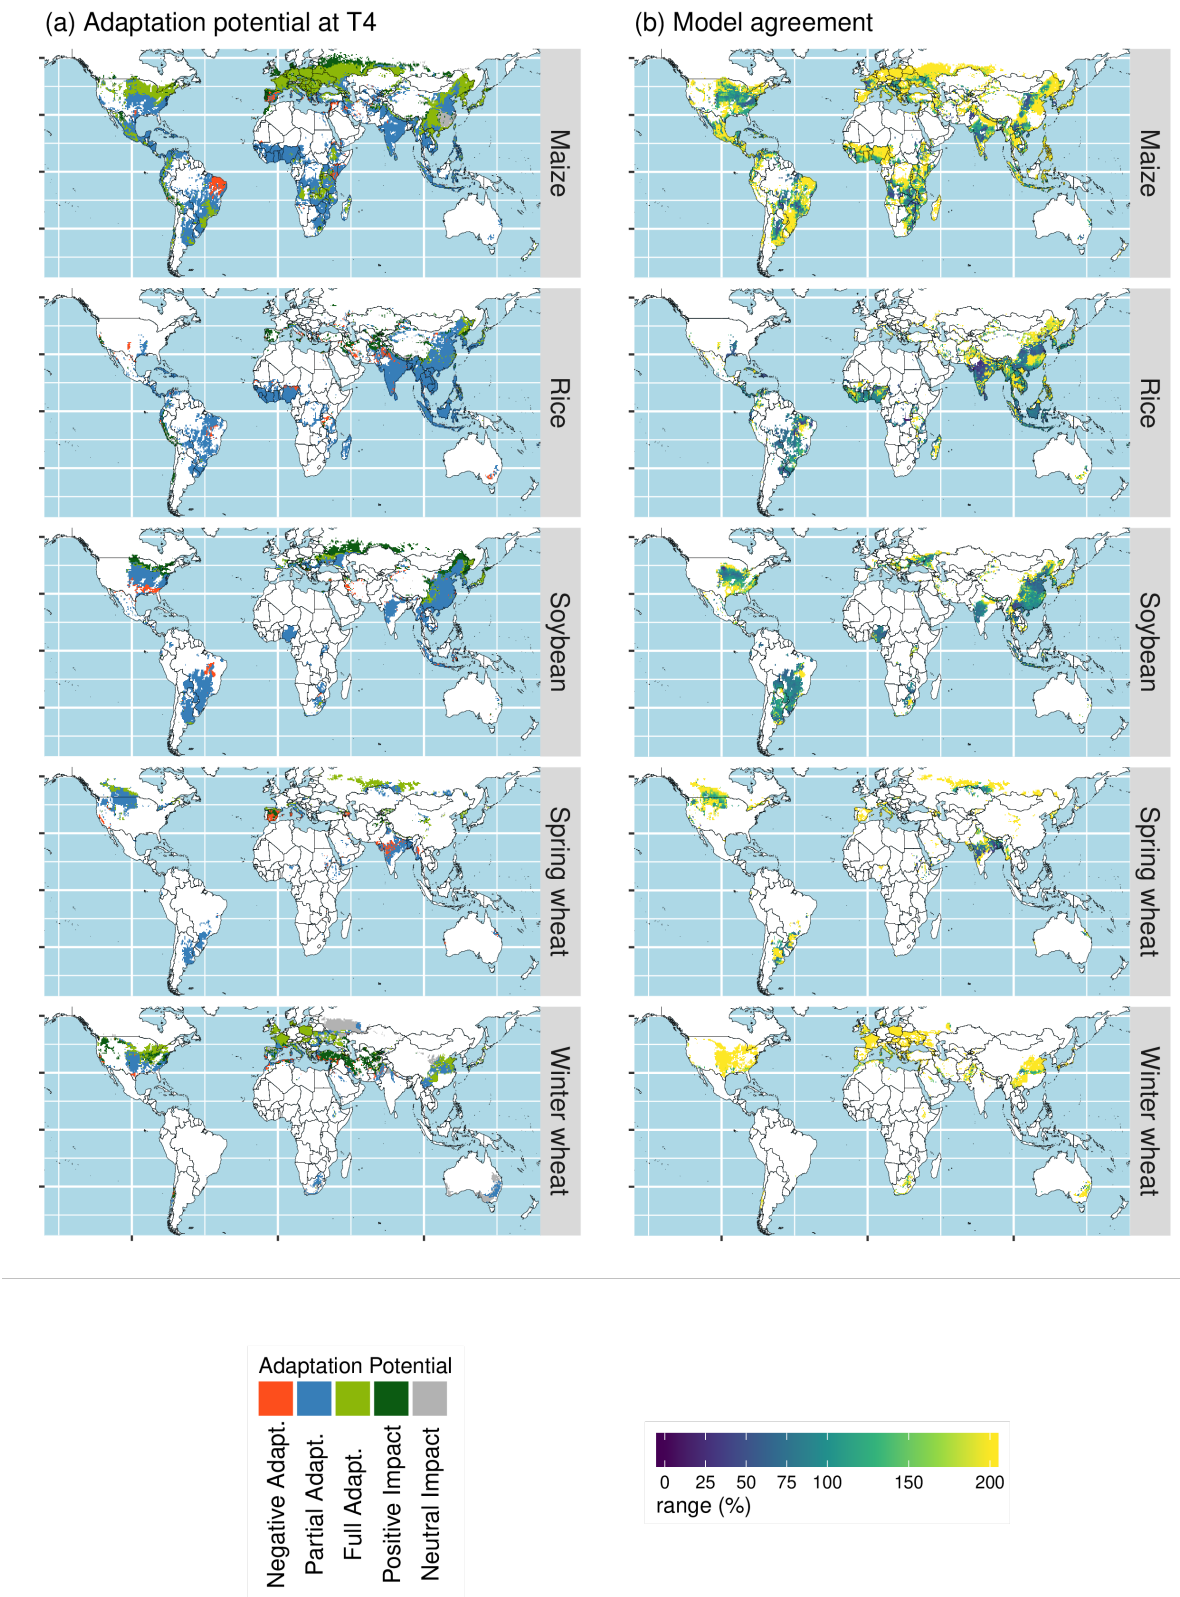 (a) Adaptation potential at T4
(b) Model agreement
Maize
Maize
Rice
Rice
Soybean
Soybean
Spring wheat
Spring wheat
Winter wheat
Winter wheat
Adaptation Potential
Negative Adapt.
Partial Adapt.
Full Adapt.
Positive Impact
Neutral Impact
0 25 50 75 100 150 200
range (%)